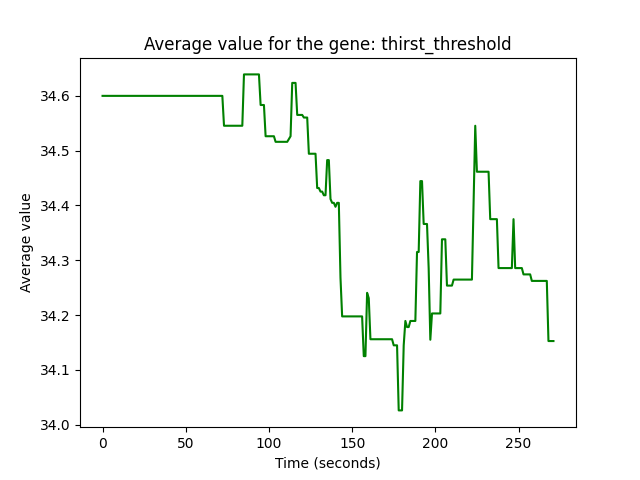 Average value for the gene: thirst_threshold
34.6
34.5
34.4
34.3
34.2
34.1
34.0
Average value
0 50 100 150 200 250
Time (seconds)